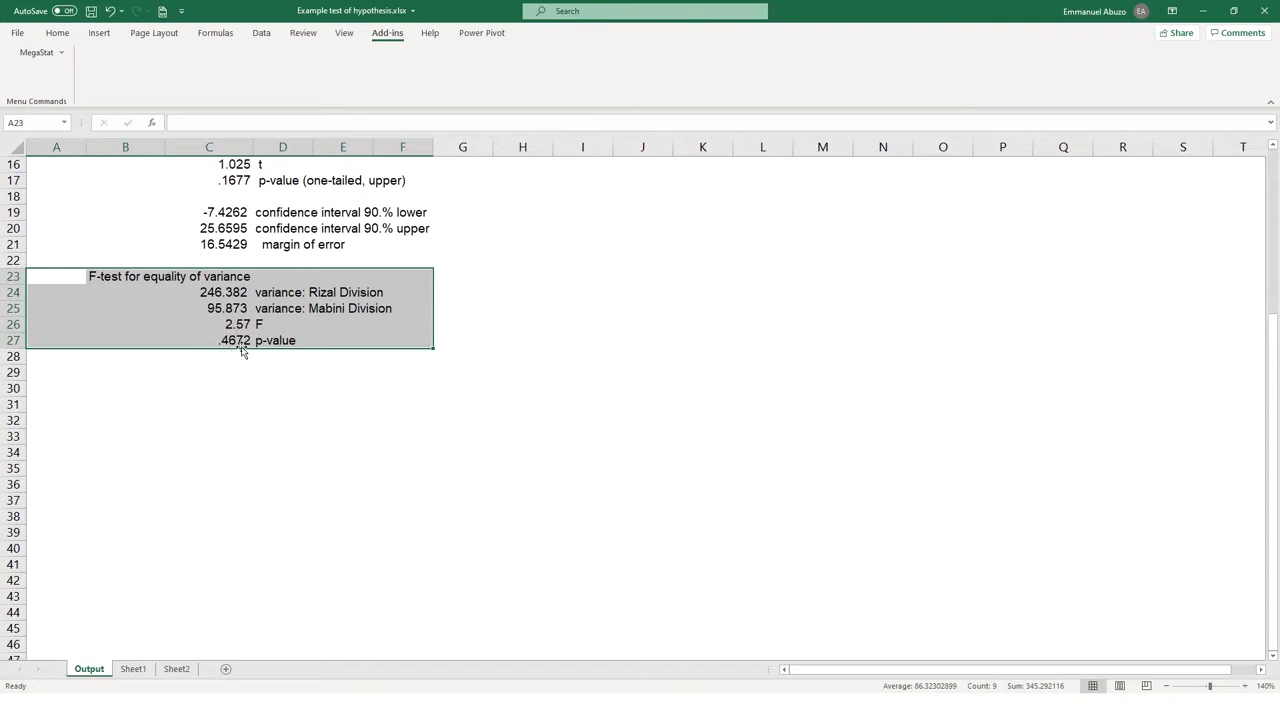 AutoSave Off Example test of hypothesis.xlsx Search Emmanuel Abuzo EA
File Home Insert Page Layout Formulas Data Review View Add-ins Help Power Pivot Share Comments
MegaStat
Menu Commands
A23 fx
A B C D E F G H I J K L M N O P Q R S T
16 1.025 t
17 .1677 p-value (one-tailed, upper)
18
19 -7.4262 confidence interval 90.% lower
20 25.6595 confidence interval 90.% upper
21 16.5429 margin of error
22
23 F-test for equality of variance
24 246.382 variance: Rizal Division
25 95.873 variance: Mabini Division
26 2.57 F
27 .4672 p-value
28
29
30
31
32
33
34
35
36
37
38
39
40
41
42
43
44
45
46
47
Output Sheet1 Sheet2
Ready Average: 86.32302899 Count: 9 Sum: 345.292116 140%